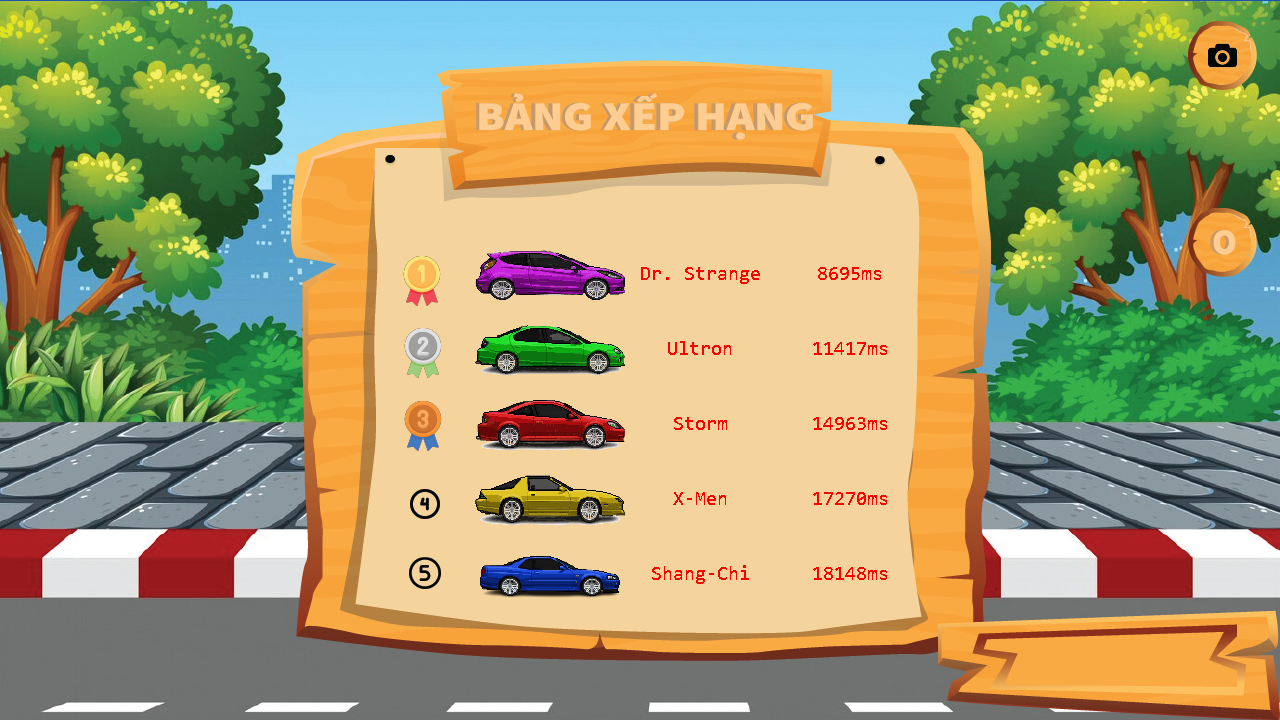 BẢNG XẾP HẠNG
1 Dr. Strange 8695ms
2 Ultron 11417ms
3 Storm 14963ms
4 X-Men 17270ms
5 Shang-Chi 18148ms
O